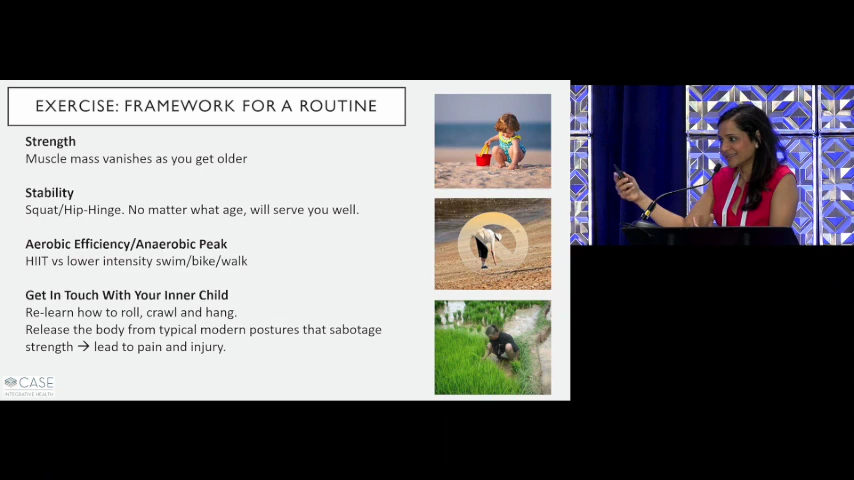 EXERCISE: FRAMEWORK FOR A ROUTINE
Strength
Muscle mass vanishes as you get older
Stability
Squat/Hip-Hinge. No matter what age, will serve you well.
Aerobic Efficiency/Anaerobic Peak
HIIT vs lower intensity swim/bike/walk
Get In Touch With Your Inner Child
Re-learn how to roll, crawl and hang.
Release the body from typical modern postures that sabotage
strength → lead to pain and injury.
CASE
INTEGRATIVE HEALTH